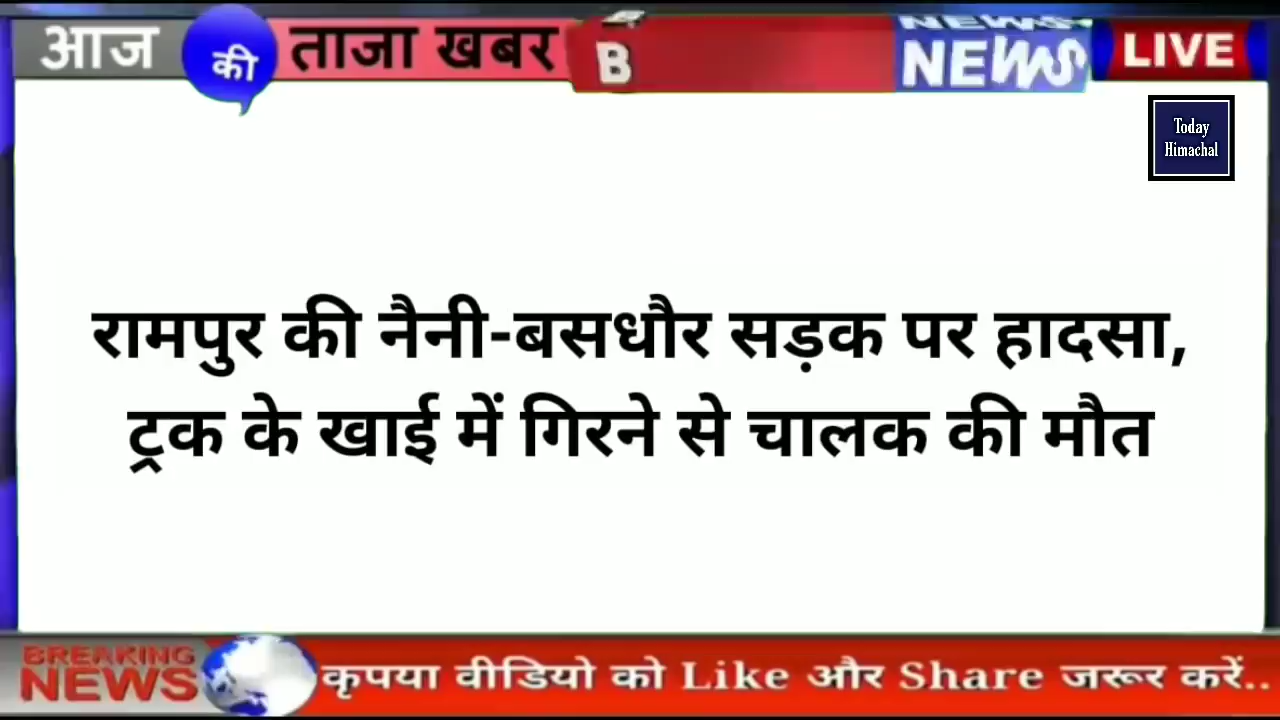 आज की ताजा खबर B NEWS LIVE
NEWS
Today
Himachal
रामपुर की नैनी-बसधौर सड़क पर हादसा,
ट्रक के खाई में गिरने से चालक की मौत
BREAKING
NEWS
कृपया वीडियो को Like और Share जरूर करें..